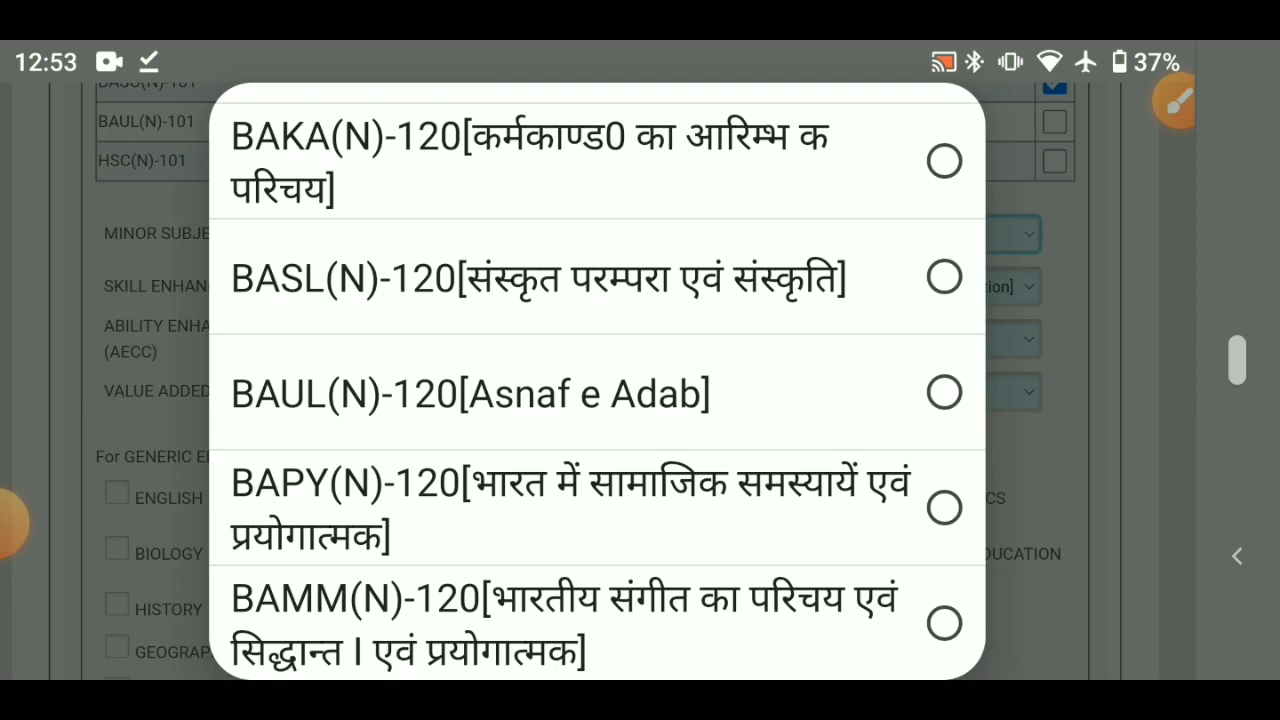 12:53 37%
BASO(N)-101
BAUL(N)-101
HSC(N)-101
BAKA(N)-120[कर्मकाण्ड0 का आरिम्भ क
परिचय]
MINOR SUBJE
BASL(N)-120[संस्कृत परम्परा एवं संस्कृति]
SKILL ENHAN
tion]
ABILITY ENHA
(AECC)
VALUE ADDED
BAUL(N)-120[Asnaf e Adab]
For GENERIC E
BAPY(N)-120[भारत में सामाजिक समस्यायें एवं
प्रयोगात्मक]
ENGLISH CS
BIOLOGY DUCATION
BAMM(N)-120[भारतीय संगीत का परिचय एवं
सिद्धान्त I एवं प्रयोगात्मक]
HISTORY
GEOGRAP